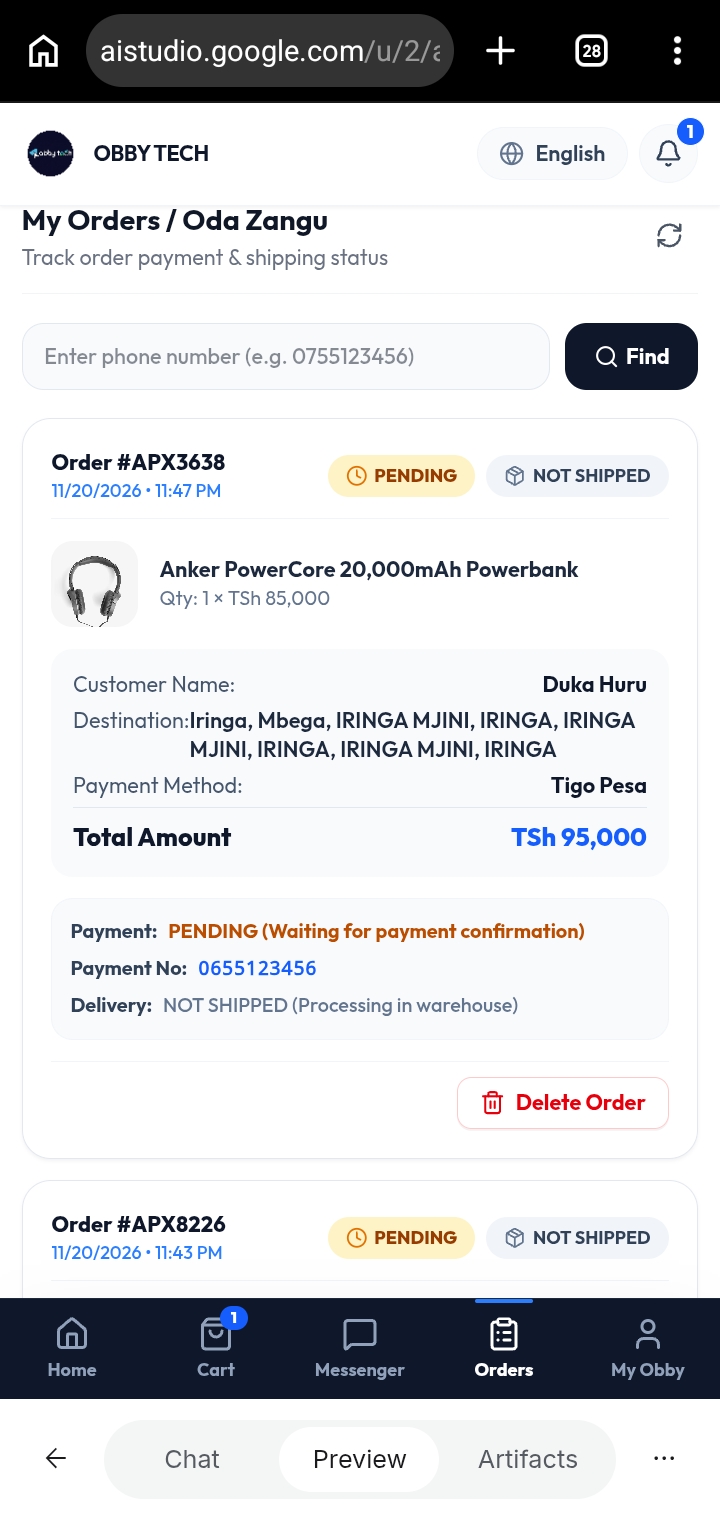 aistudio.google.com/u/2/
28
OBBY TECH
English
1
My Orders / Oda Zangu
Track order payment & shipping status
Enter phone number (e.g. 0755123456)
Find
Order #APX3638
PENDING
NOT SHIPPED
11/20/2026 • 11:47 PM
Anker PowerCore 20,000mAh Powerbank
Qty: 1 × TSh 85,000
Customer Name: Duka Huru
Destination: Iringa, Mbega, IRINGA MJINI, IRINGA, IRINGA
MJINI, IRINGA, IRINGA MJINI, IRINGA
Payment Method: Tigo Pesa
Total Amount TSh 95,000
Payment: PENDING (Waiting for payment confirmation)
Payment No: 0655123456
Delivery: NOT SHIPPED (Processing in warehouse)
Delete Order
Order #APX8226
PENDING
NOT SHIPPED
11/20/2026 • 11:43 PM
1
Home Cart Messenger Orders My Obby
Chat Preview Artifacts